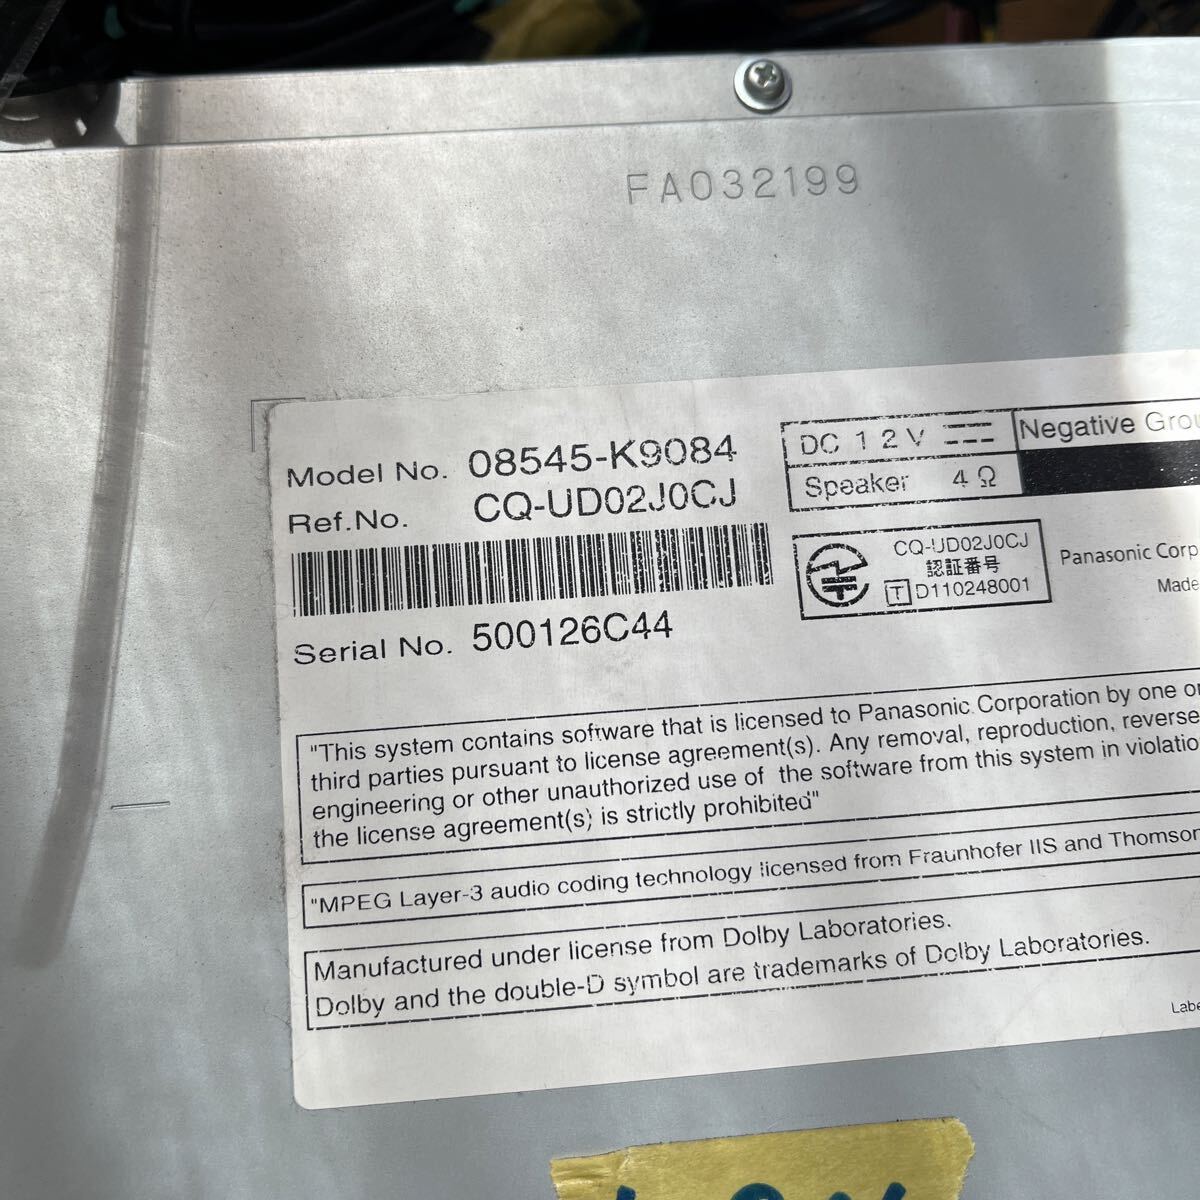 FA032199
Model No. 08545-K9084
Ref.No. CQ-UD02J0CJ
Serial No. 500126C44
DC 12V
Negative
Speaker 4Ω
CQ-UD02J0CJ
認証番号
T D110248001
Panasonic Corp
Made
"This system contains software that is licensed to Panasonic Corporation by one or
third parties pursuant to license agreement(s). Any removal, reproduction, reverse
engineering or other unauthorized use of the software from this system in violatio
the license agreement(s) is strictly prohibited"
"MPEG Layer-3 audio coding technology licensed from Fraunhofer IIS and Thomson
Manufactured under license from Dolby Laboratories.
Dolby and the double-D symbol are trademarks of Dolby Laboratories.